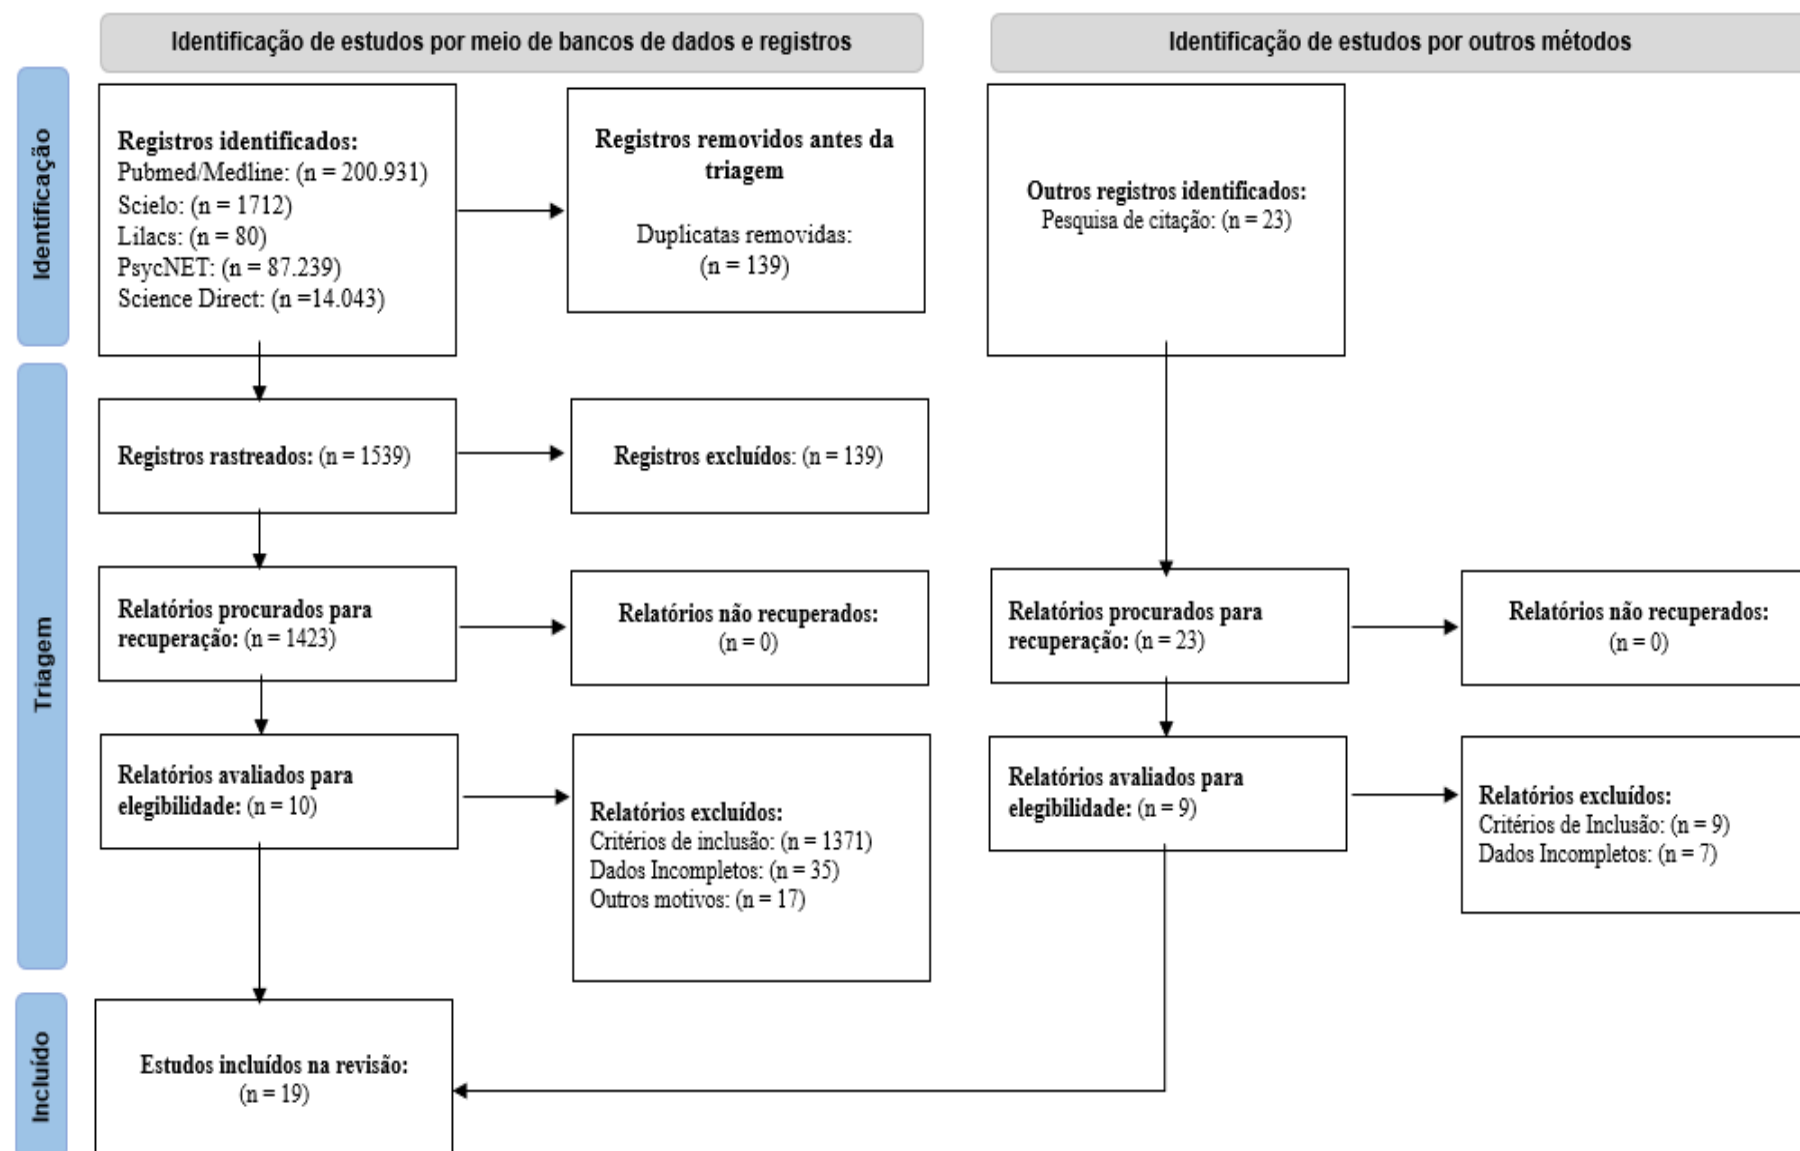 Identificação de estudos por meio de bancos de dados e registros
Identificação de estudos por outros métodos
Identificação
Registros identificados:
Pubmed/Medline: (n = 200.931)
Scielo: (n = 1712)
Lilacs: (n = 80)
PsycNET: (n = 87.239)
Science Direct: (n =14.043)
Registros removidos antes da
triagem
Duplicatas removidas:
(n = 139)
Outros registros identificados:
Pesquisa de citação: (n = 23)
Triagem
Registros rastreados: (n = 1539)
Registros excluídos: (n = 139)
Relatórios procurados para
recuperação: (n = 1423)
Relatórios não recuperados:
(n = 0)
Relatórios procurados para
recuperação: (n = 23)
Relatórios não recuperados:
(n = 0)
Relatórios avaliados para
elegibilidade: (n = 10)
Relatórios excluídos:
Critérios de inclusão: (n = 1371)
Dados Incompletos: (n = 35)
Outros motivos: (n = 17)
Relatórios avaliados para
elegibilidade: (n = 9)
Relatórios excluídos:
Critérios de Inclusão: (n = 9)
Dados Incompletos: (n = 7)
Incluído
Estudos incluídos na revisão:
(n = 19)